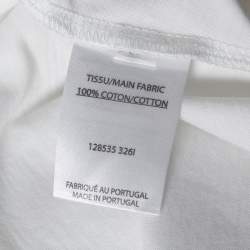 TISSU/MAIN FABRIC
100% COTON/COTTON
128535 326I
FABRIQUÉ AU PORTUGAL
MADE IN PORTUGAL